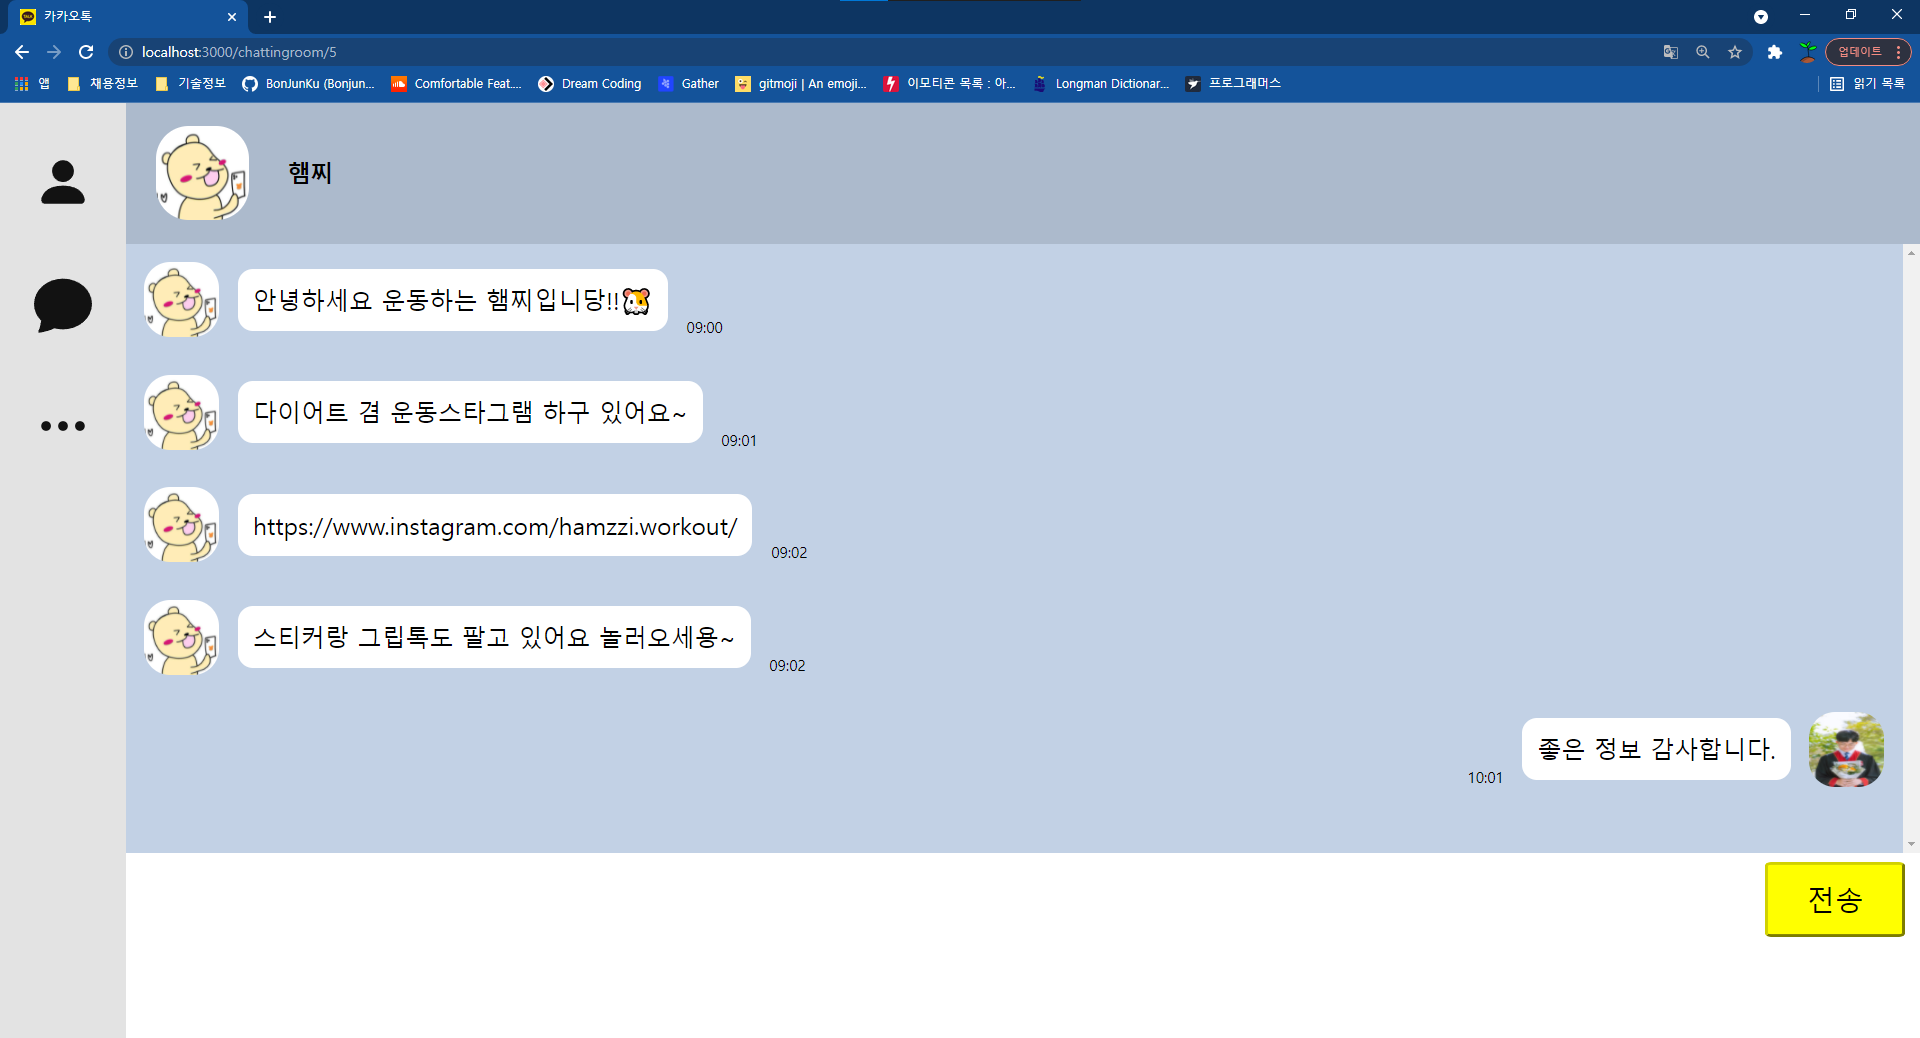 카카오톡
localhost:3000/chattingroom/5
업데이트
앱
채용정보
기술정보
BonJunKu (Bonjun...
Comfortable Feat...
Dream Coding
Gather
gitmoji | An emoji...
이모티콘 목록 : 아...
Longman Dictionar...
프로그래머스
읽기 목록
햄찌
안녕하세요 운동하는 햄찌입니당!!🐹
09:00
다이어트 겸 운동스타그램 하구 있어요~
09:01
https://www.instagram.com/hamzzi.workout/
09:02
스티커랑 그립톡도 팔고 있어요 놀러오세용~
09:02
좋은 정보 감사합니다.
10:01
전송